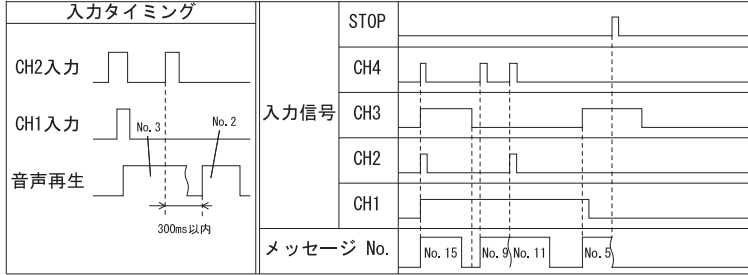 入力タイミング
CH2入力
CH1入力
No.3
No.2
音声再生
300ms以内
入力信号
STOP
CH4
CH3
CH2
CH1
メッセージ No.
No.15
No.9
No.11
No.5